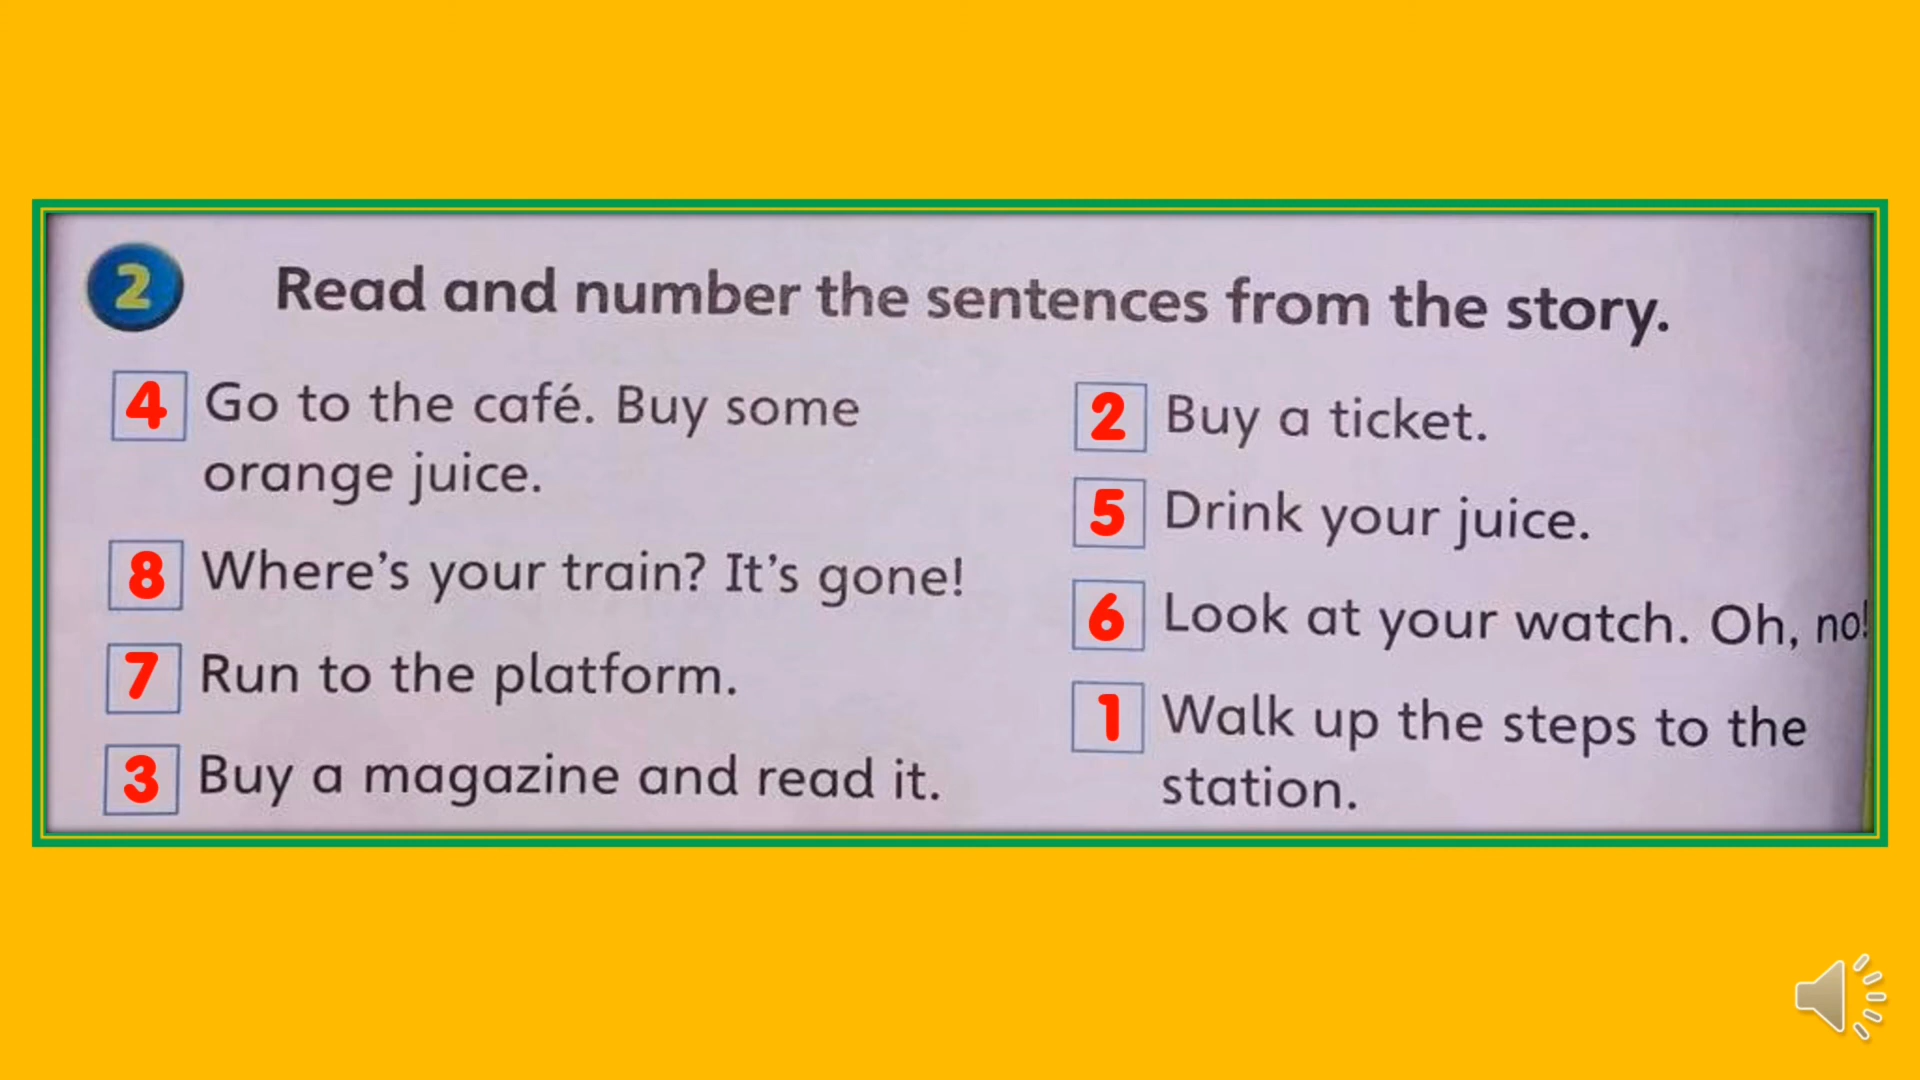 2 Read and number the sentences from the story.
4 Go to the café. Buy some
orange juice.
8 Where's your train? It's gone!
7 Run to the platform.
3 Buy a magazine and read it.
2 Buy a ticket.
5 Drink your juice.
6 Look at your watch. Oh, no!
1 Walk up the steps to the
station.